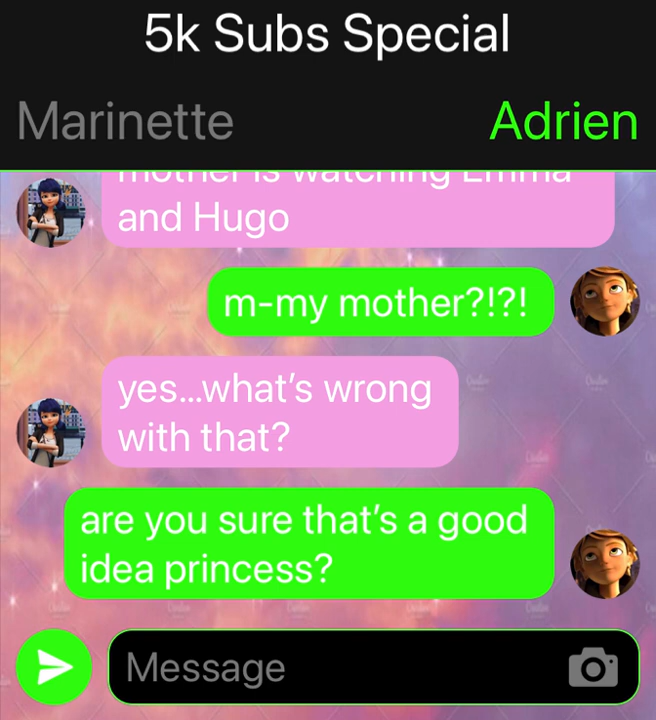 5k Subs Special
Marinette Adrien
mother is watching Emma
and Hugo
m-my mother?!?!
yes...what's wrong
with that?
are you sure that's a good
idea princess?
Message